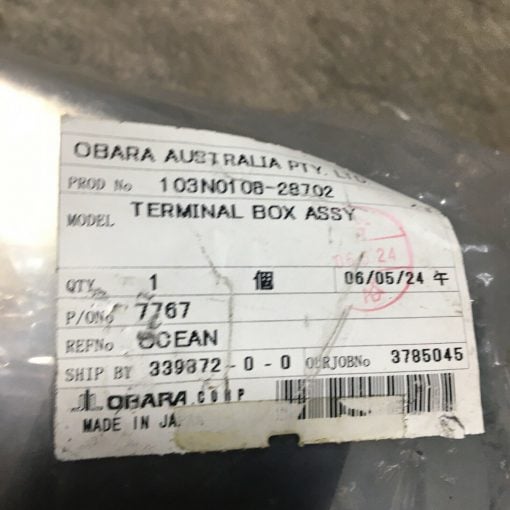 OBARA AUSTRALIA PTY. LTD
PROD No 103N0108-28702
MODEL TERMINAL BOX ASSY
QTY 1 個 06/05/24 午
P/ONo 7767
REFNo OCEAN
SHIP BY 339872-0-0 OURJOBNo 3785045
OBARA CORP
MADE IN JAPAN